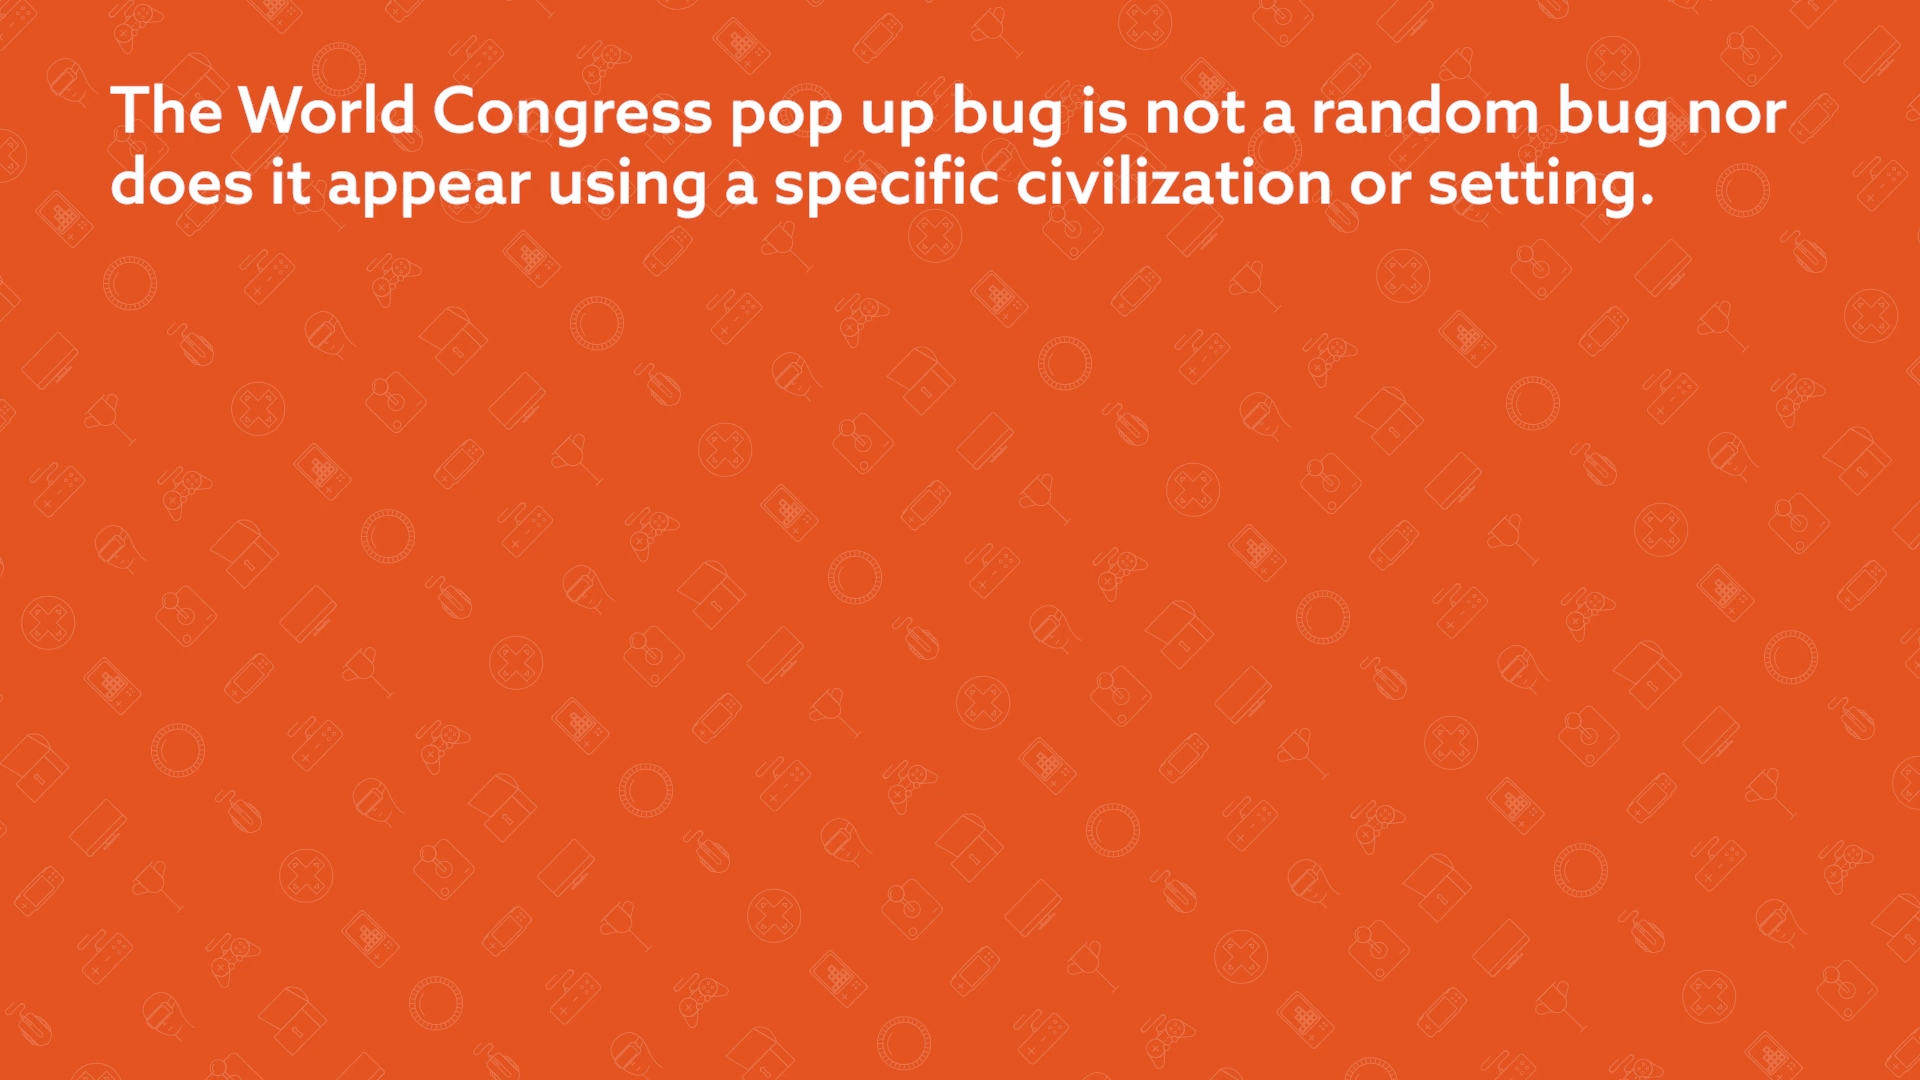 The World Congress pop up bug is not a random bug nor
does it appear using a specific civilization or setting.